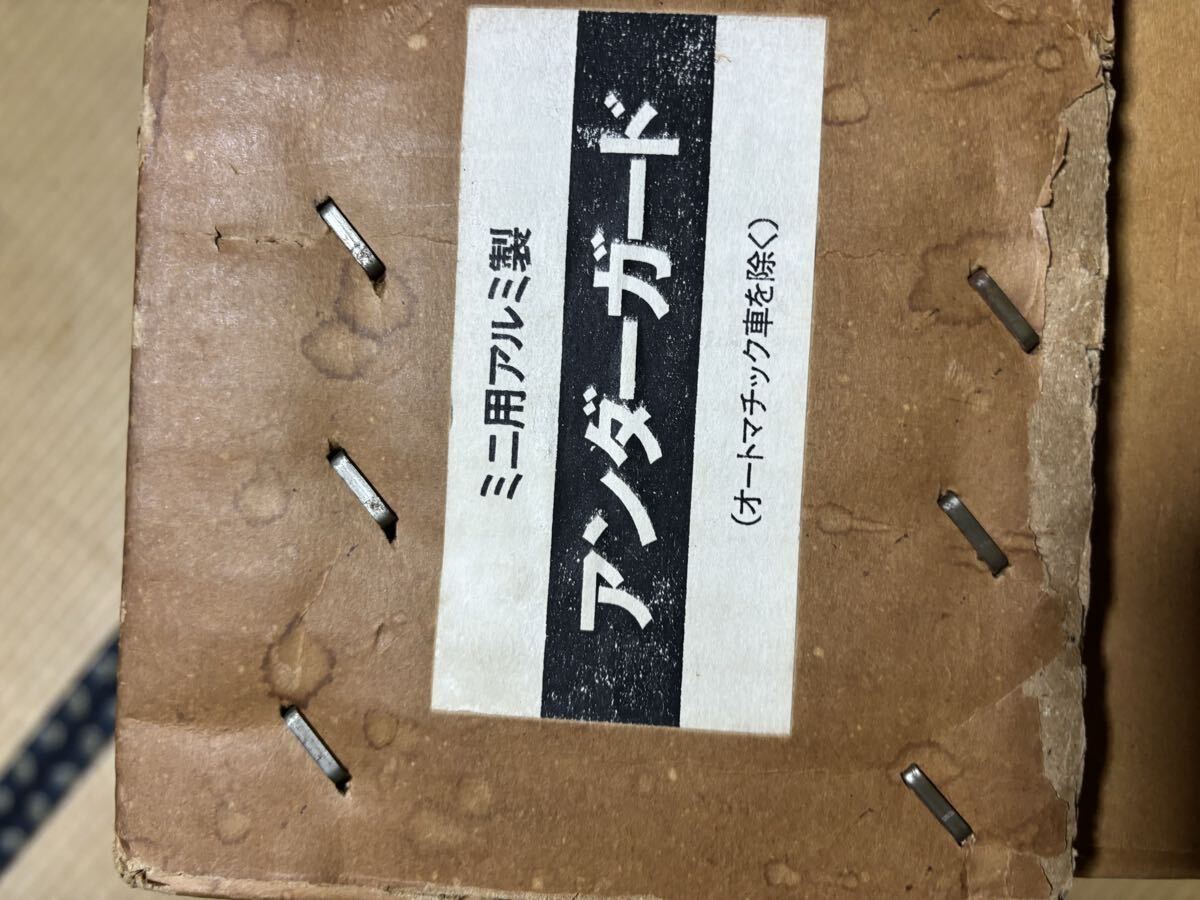 ミニ用アルミ製
アンダーガード
(オートマチック車を除く)